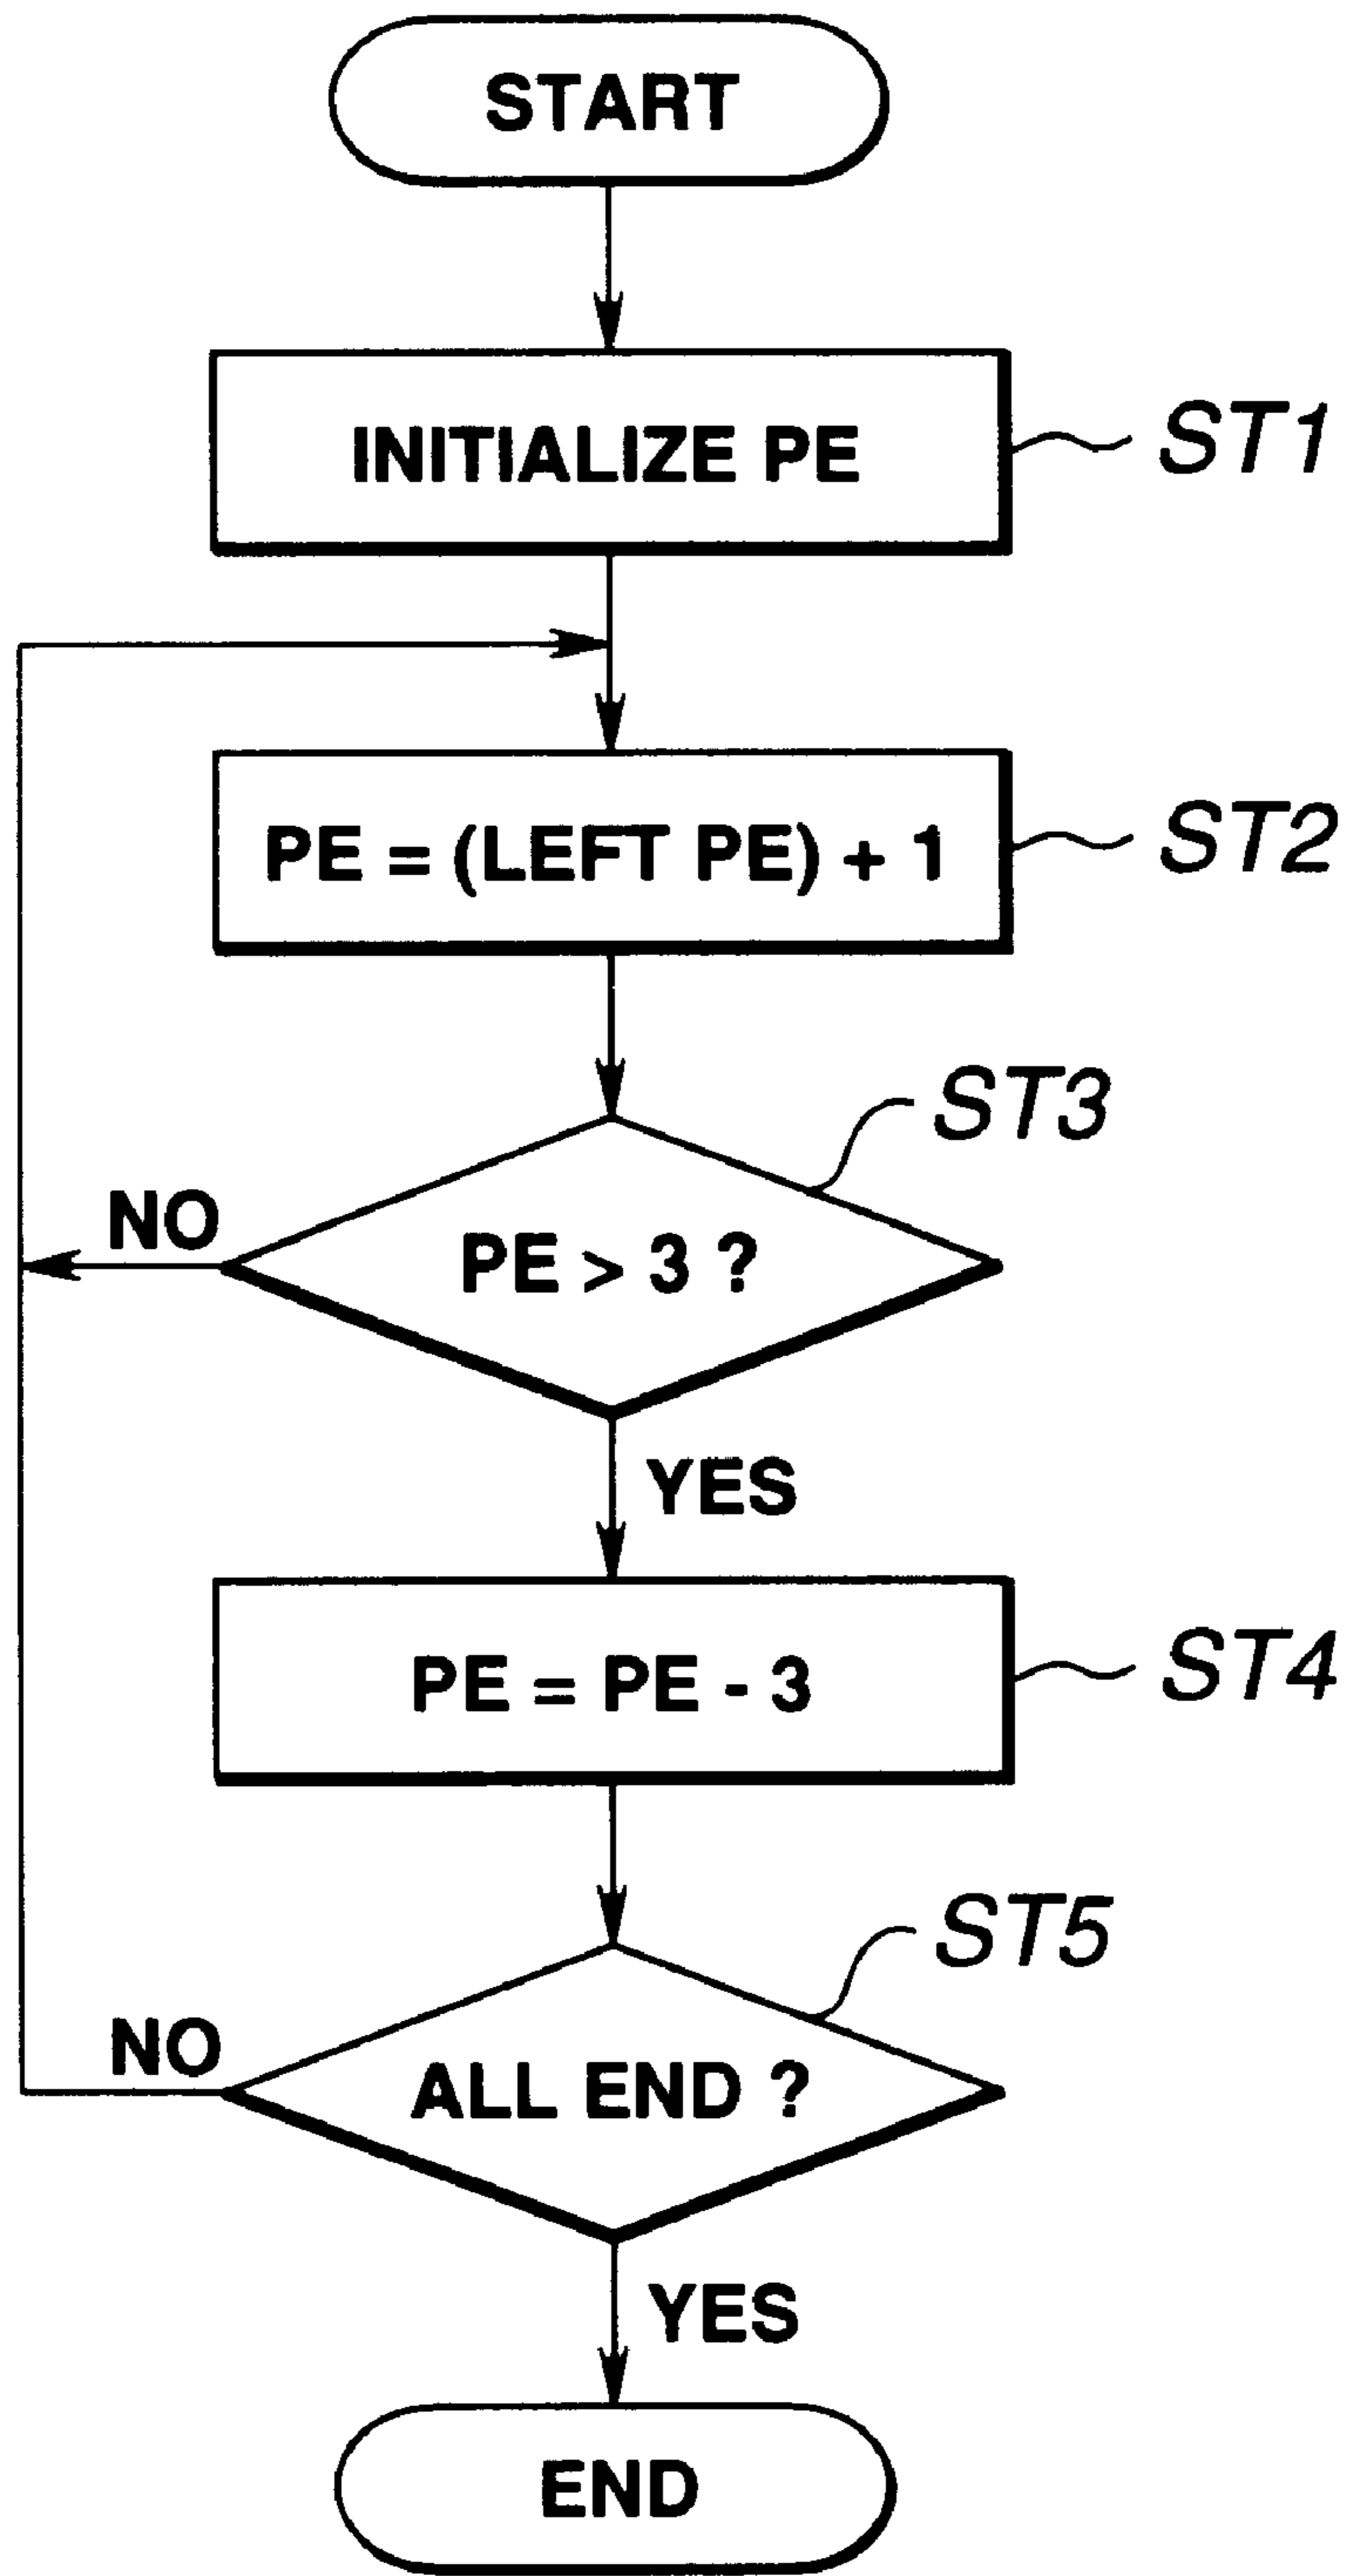 START
INITIALIZE PE
ST1
PE = (LEFT PE) + 1
ST2
ST3
NO
PE > 3 ?
YES
PE = PE - 3
ST4
ST5
NO
ALL END ?
YES
END